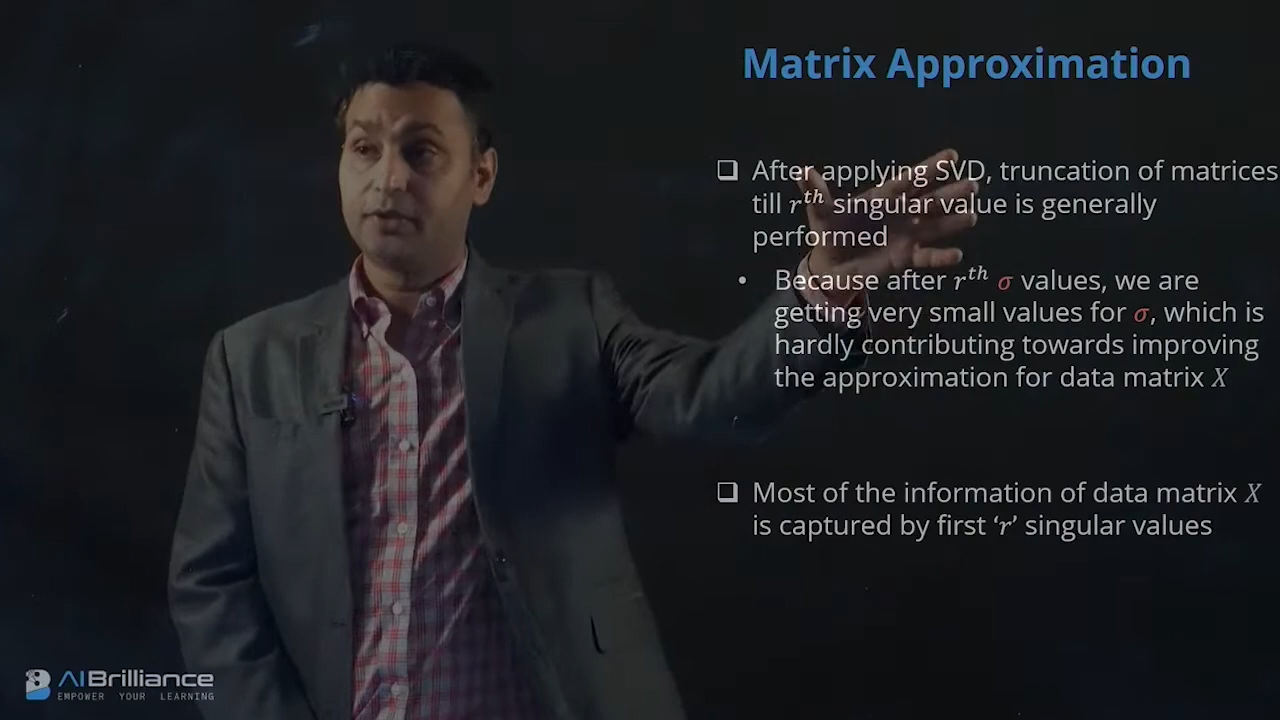 Matrix Approximation
❑ After applying SVD, truncation of matrices
till rᵗʰ singular value is generally
performed
• Because after rᵗʰ σ values, we are
getting very small values for σ, which is
hardly contributing towards improving
the approximation for data matrix X
❑ Most of the information of data matrix X
is captured by first ‘r’ singular values
AIBrilliance
EMPOWER YOUR LEARNING